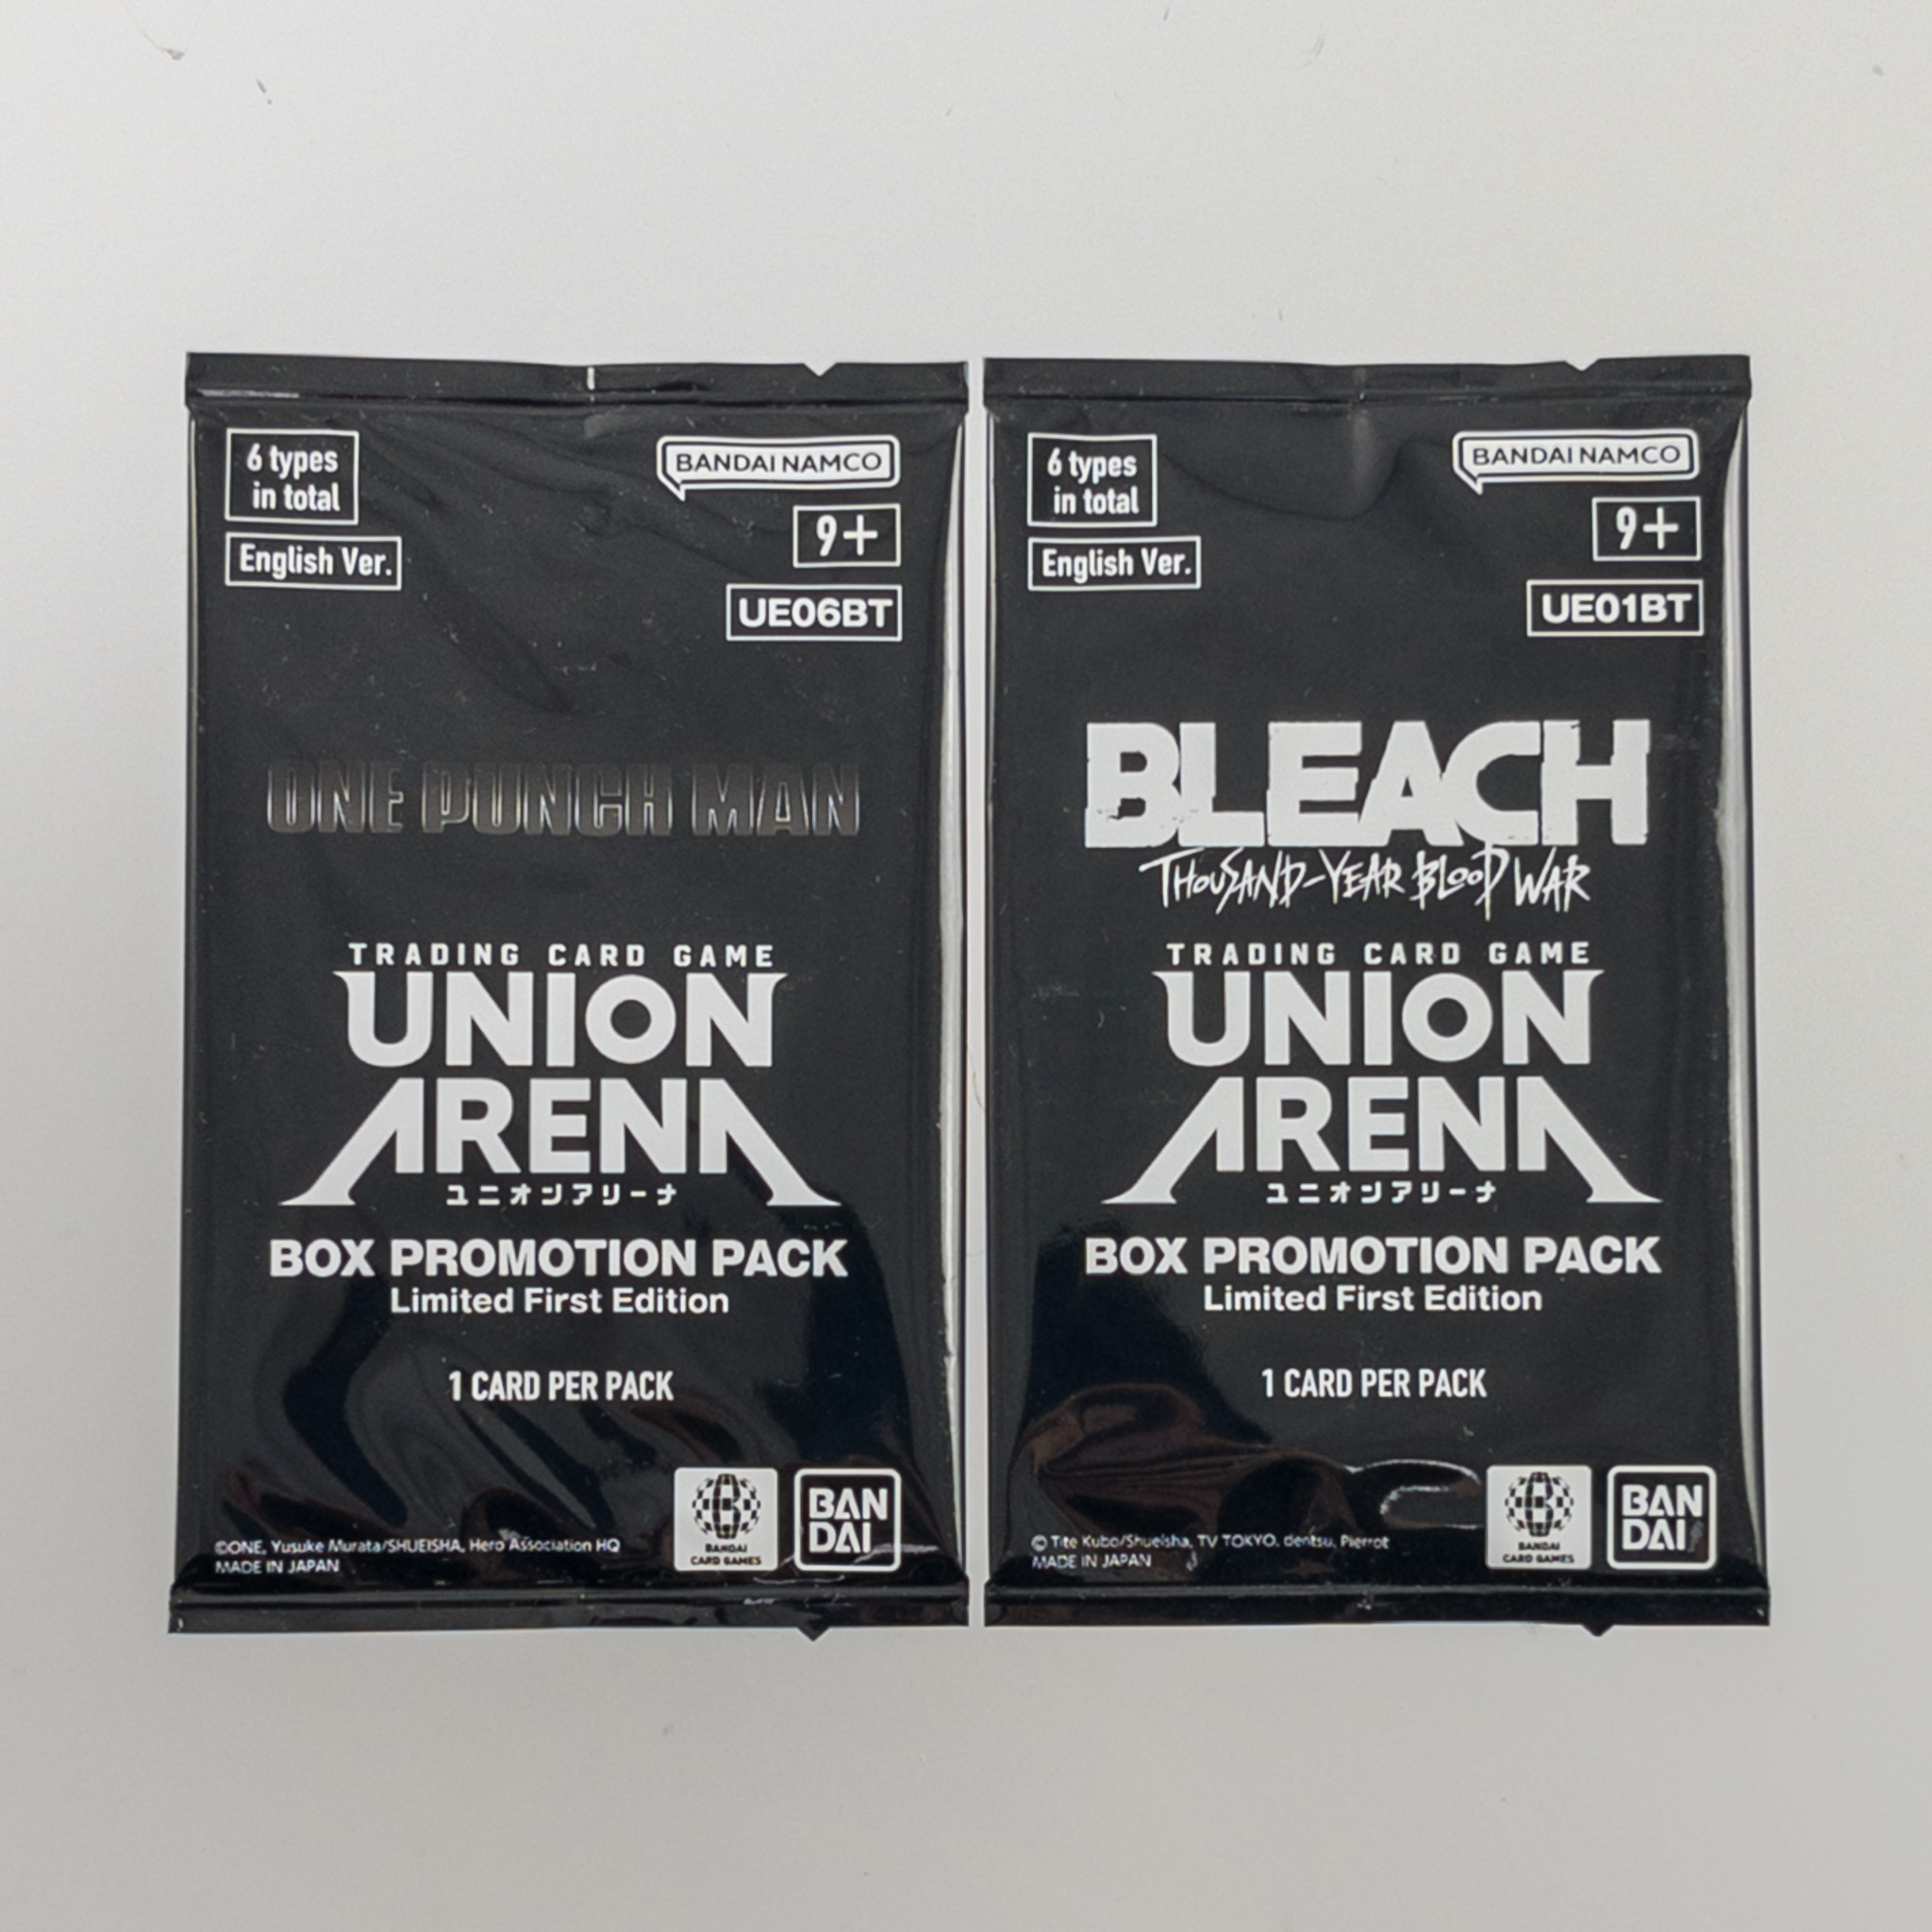 6 types
in total
English Ver.
BANDAI NAMCO
9+
UE06BT
ONE PUNCH MAN
TRADING CARD GAME
UNION
ARENA
ユニオンアリーナ
BOX PROMOTION PACK
Limited First Edition
1 CARD PER PACK
©ONE, Yusuke Murata/SHUEISHA, Hero Association HQ
MADE IN JAPAN
B
BANDAI
CARD GAMES
BAN
DAI
6 types
in total
English Ver.
BANDAI NAMCO
9+
UE01BT
BLEACH
THOUSAND-YEAR BLOOD WAR
TRADING CARD GAME
UNION
ARENA
ユニオンアリーナ
BOX PROMOTION PACK
Limited First Edition
1 CARD PER PACK
© Tite Kubo/Shueisha, TV TOKYO, dentsu, Pierrot
MADE IN JAPAN
B
BANDAI
CARD GAMES
BAN
DAI